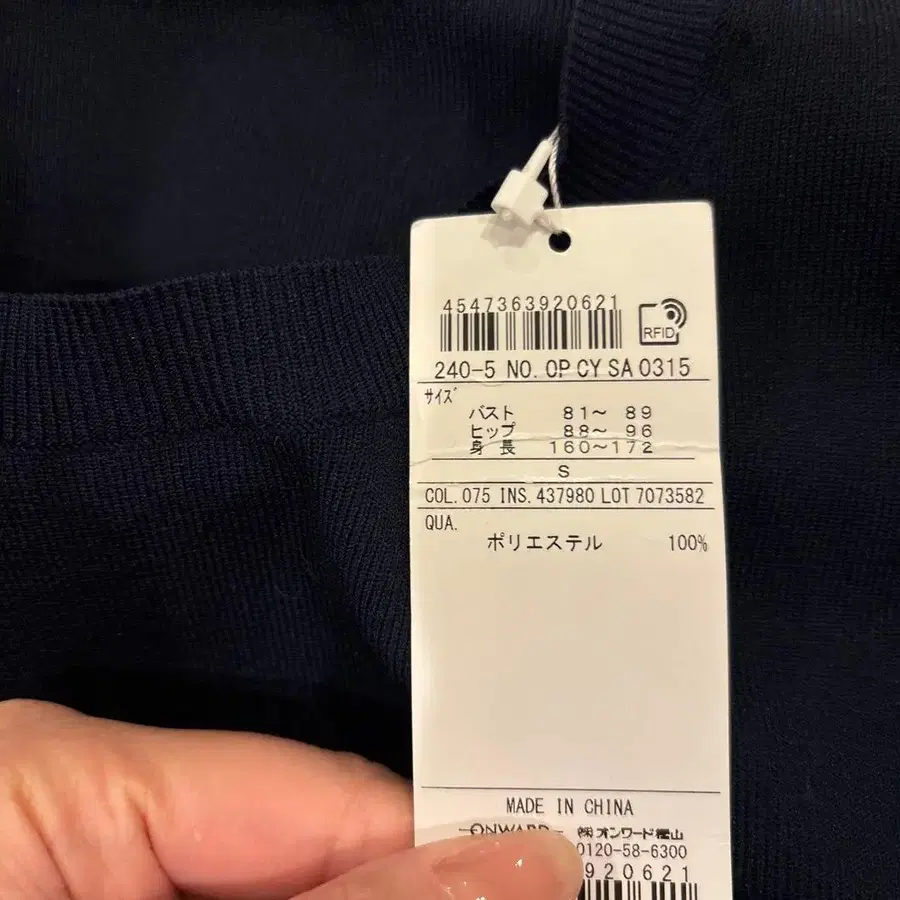 4547363920621
RFID
240-5 NO. OP CY SA 0315
サイズ
バスト 81～ 89
ヒップ 88～ 96
身長 160～172
S
COL. 075 INS. 437980 LOT 7073582
QUA.
ポリエステル 100%
MADE IN CHINA
ONWARD ㈱オンワード樫山
0120-58-6300
920621